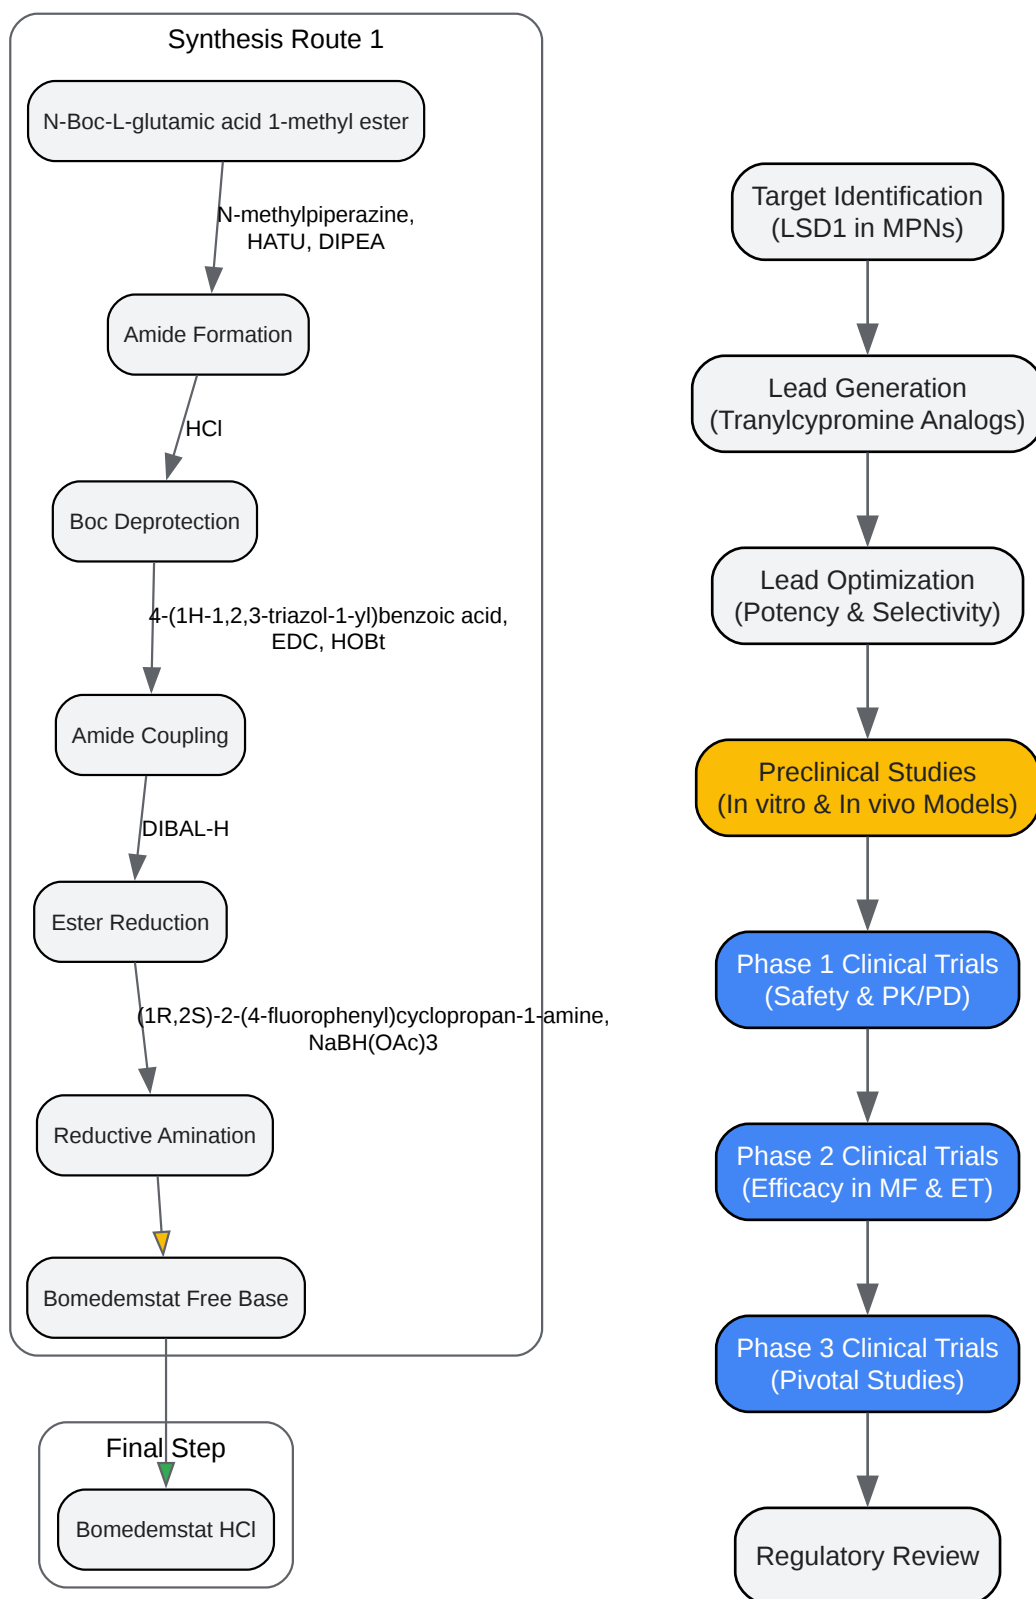 Synthesis Route 1
N-Boc-L-glutamic acid 1-methyl ester
N-methylpiperazine,
HATU, DIPEA
Amide Formation
HCl
Boc Deprotection
4-(1H-1,2,3-triazol-1-yl)benzoic acid,
EDC, HOBt
Amide Coupling
DIBAL-H
Ester Reduction
(1R,2S)-2-(4-fluorophenyl)cyclopropan-1-amine,
NaBH(OAc)3
Reductive Amination
Bomedemstat Free Base
Final Step
Bomedemstat HCl
Target Identification
(LSD1 in MPNs)
Lead Generation
(Tranylcypromine Analogs)
Lead Optimization
(Potency & Selectivity)
Preclinical Studies
(In vitro & In vivo Models)
Phase 1 Clinical Trials
(Safety & PK/PD)
Phase 2 Clinical Trials
(Efficacy in MF & ET)
Phase 3 Clinical Trials
(Pivotal Studies)
Regulatory Review